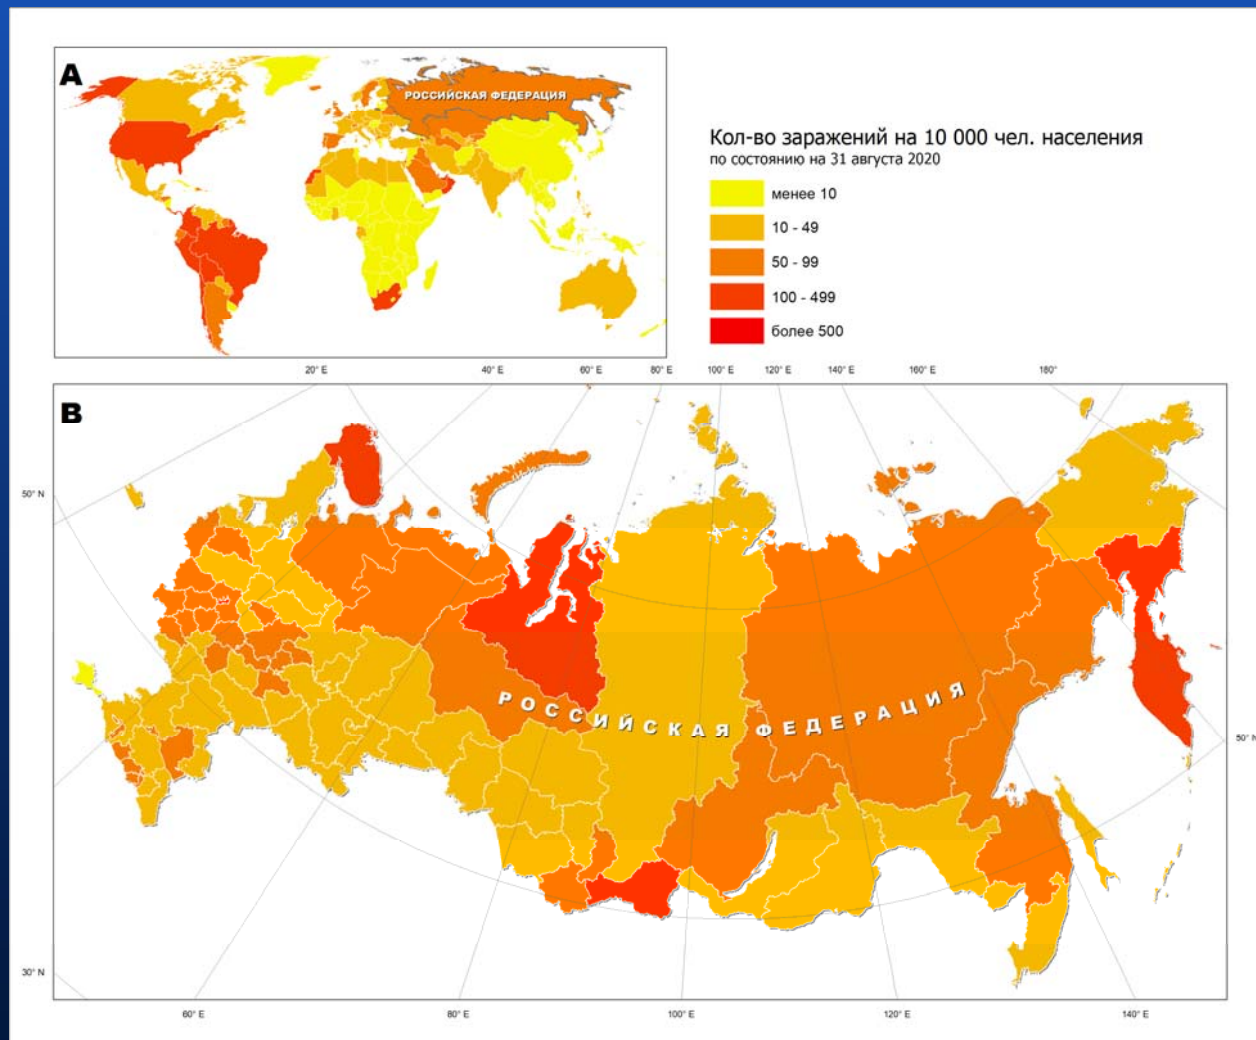 A
РОССИЙСКАЯ ФЕДЕРАЦИЯ
Кол-во заражений на 10 000 чел. населения
по состоянию на 31 августа 2020
менее 10
10 - 49
50 - 99
100 - 499
более 500
20° E 40° E 60° E 80° E 100° E 120° E 140° E 160° E 180°
B
50° N
РОССИЙСКАЯ ФЕДЕРАЦИЯ
50° N
30° N
60° E 80° E 100° E 120° E 140° E